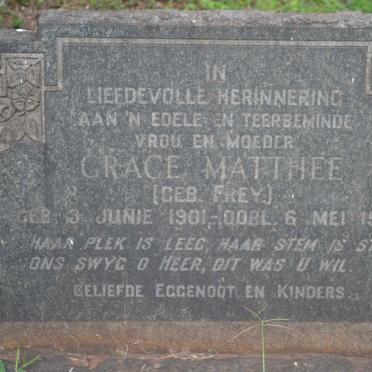 IN
LIEFDEVOLLE HERINNERING
AAN 'N EDELE EN TEERBEMINDE
VROU EN MOEDER
GRACE MATTHEE
(GEB. FREY.)
GEB. 3 JUNIE 1901,-OORL. 6 MEI
HAAR PLEK IS LEEG, HAAR STEM IS
ONS SWYG O HEER, DIT WAS U WIL.
GELIEFDE EGGENOOT EN KINDERS.